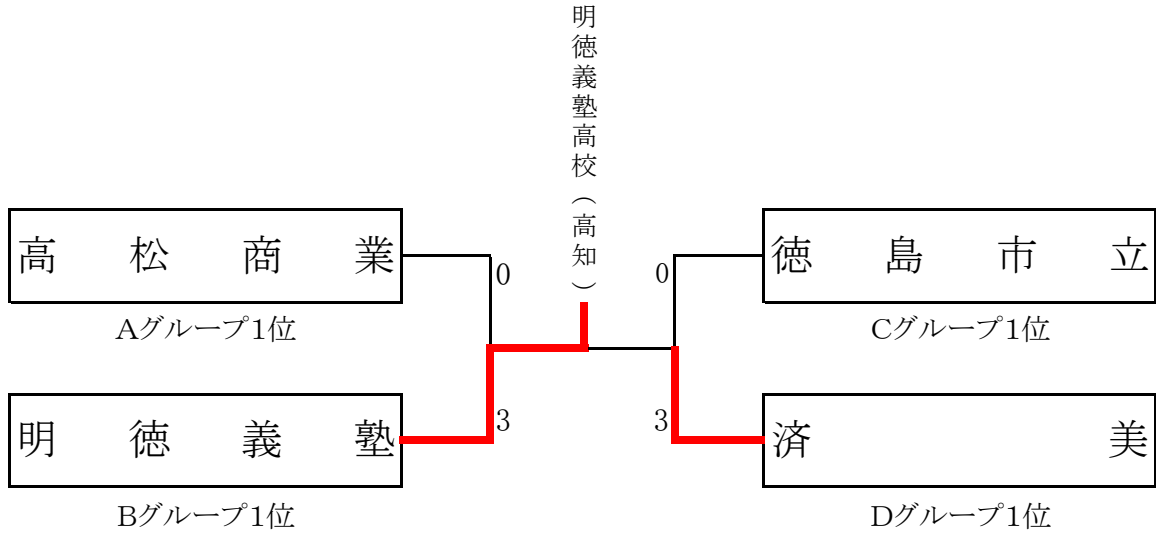 明徳義塾高校（高知）
高松商業
0
Aグループ1位
明徳義塾
3
Bグループ1位
徳島市立
0
Cグループ1位
済美
3
Dグループ1位